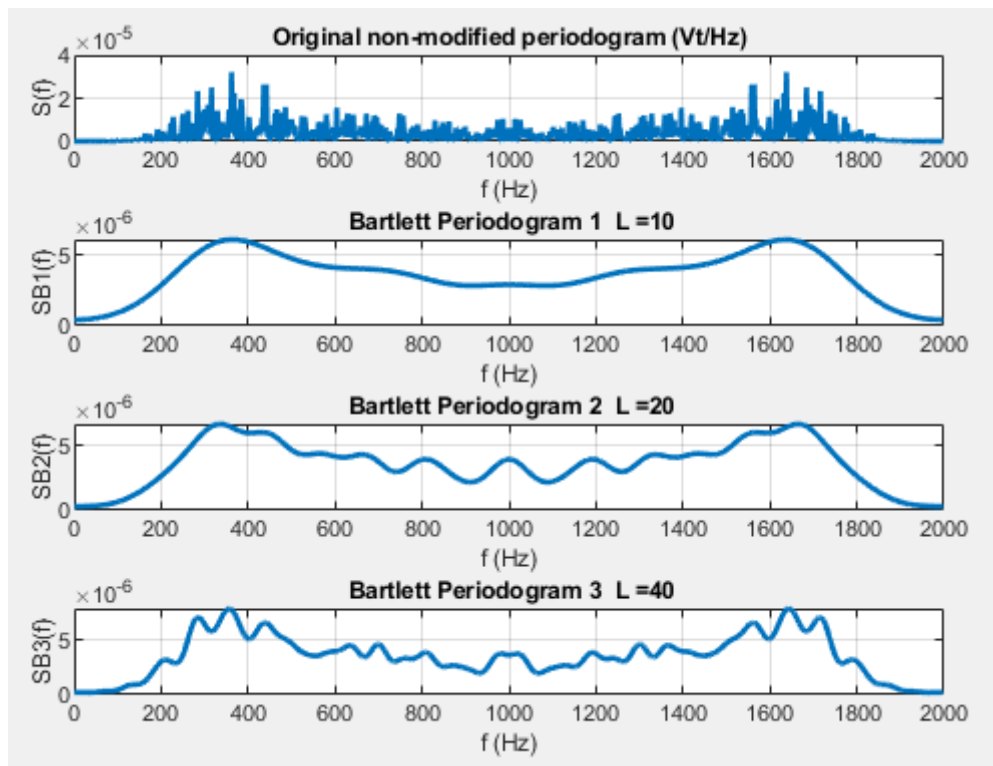 ×10^-5
Original non-modified periodogram (Vt/Hz)
4
2
0
S(f)
0 200 400 600 800 1000 1200 1400 1600 1800 2000
f (Hz)
×10^-6
Bartlett Periodogram 1 L =10
5
0
SB1(f)
0 200 400 600 800 1000 1200 1400 1600 1800 2000
f (Hz)
×10^-6
Bartlett Periodogram 2 L =20
5
0
SB2(f)
0 200 400 600 800 1000 1200 1400 1600 1800 2000
f (Hz)
×10^-6
Bartlett Periodogram 3 L =40
5
0
SB3(f)
0 200 400 600 800 1000 1200 1400 1600 1800 2000
f (Hz)